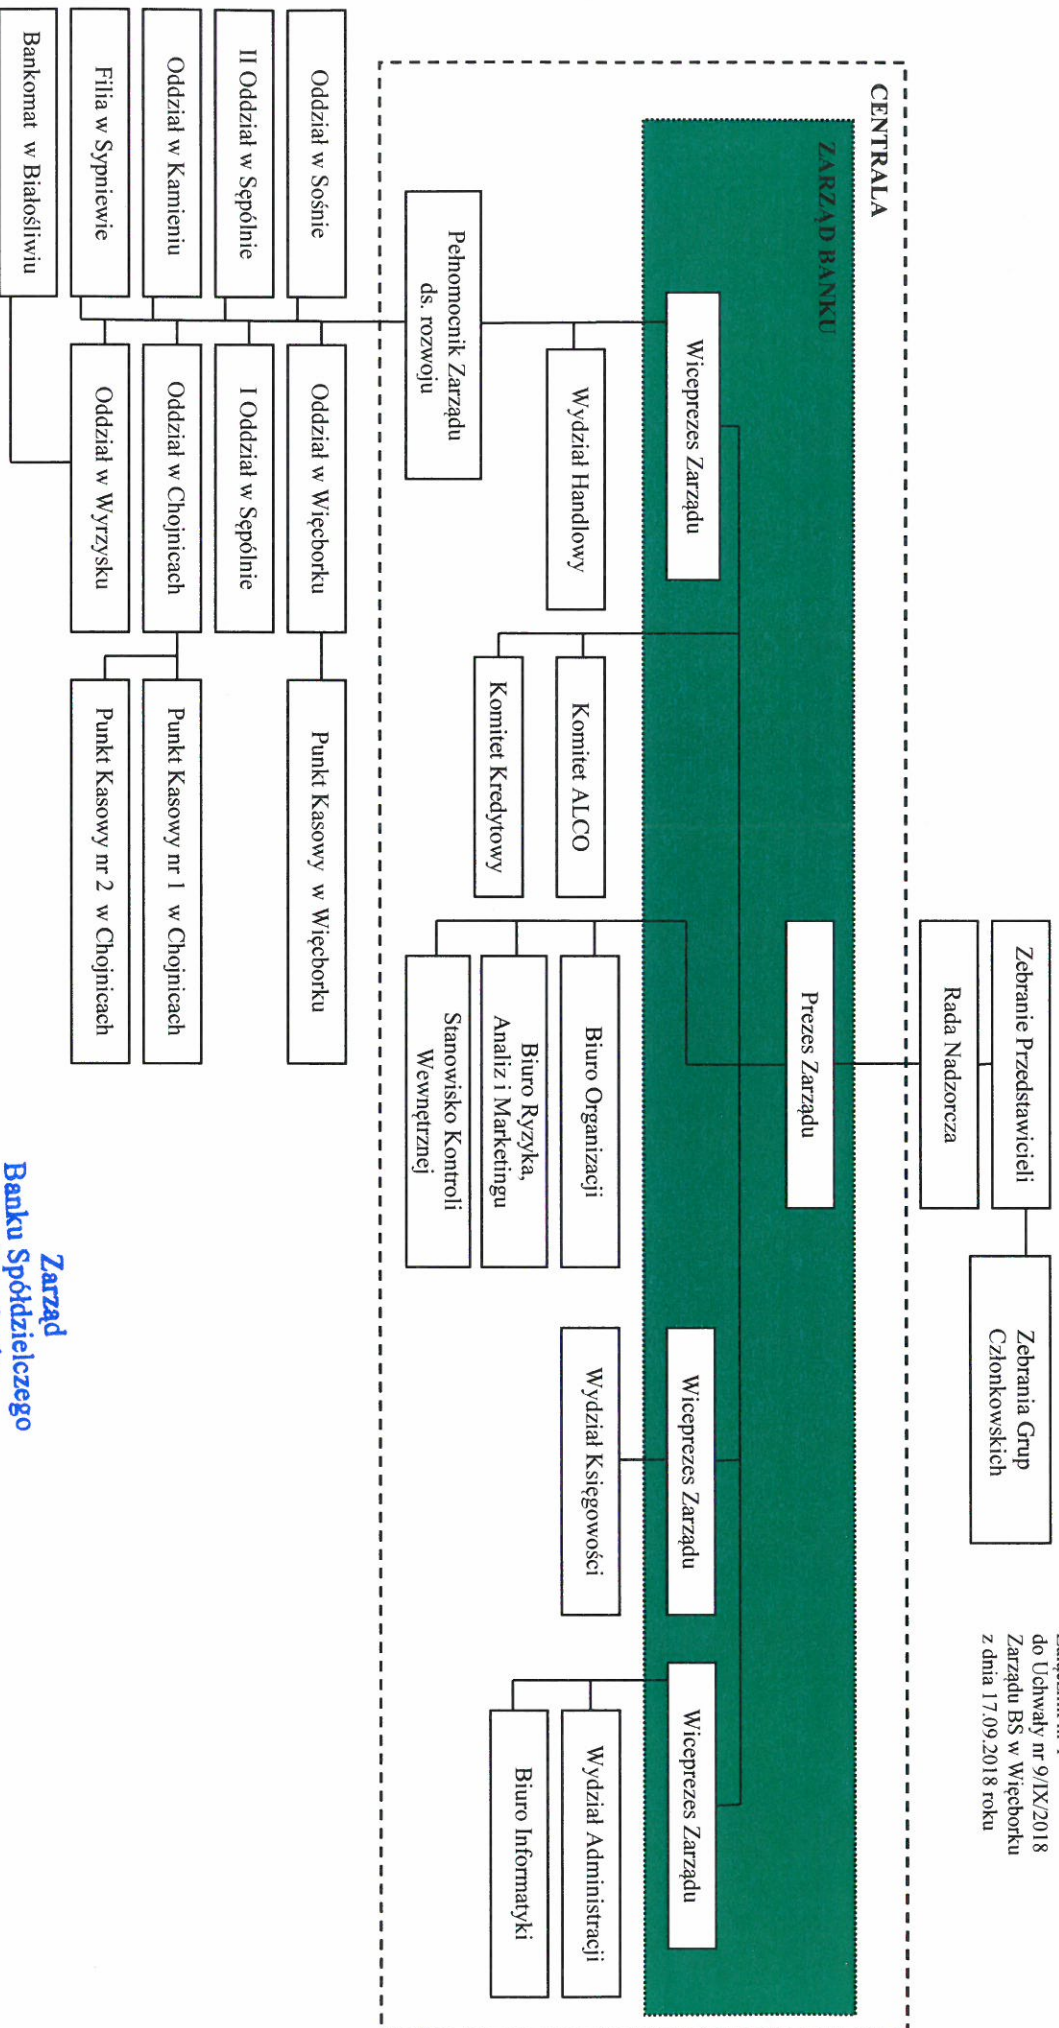 do Uchwały nr 9/IX/2018
Zarządu BS w Więcborku
z dnia 17.09.2018 roku
Zebranie Przedstawicieli
Zebrania Grup
Członkowskich
Rada Nadzorcza
CENTRALA
ZARZĄD BANKU
Prezes Zarządu
Wiceprezes Zarządu
Wiceprezes Zarządu
Wiceprezes Zarządu
Wydział Handlowy
Komitet ALCO
Biuro Organizacji
Wydział Księgowości
Wydział Administracji
Komitet Kredytowy
Biuro Ryzyka,
Analiz i Marketingu
Biuro Informatyki
Pełnomocnik Zarządu
ds. rozwoju
Stanowisko Kontroli
Wewnętrznej
Oddział w Sośnie
Oddział w Więcborku
Punkt Kasowy w Więcborku
II Oddział w Sępólnie
I Oddział w Sępólnie
Oddział w Kamieniu
Oddział w Chojnicach
Punkt Kasowy nr 1 w Chojnicach
Filia w Sypniewie
Oddział w Wyrzysku
Punkt Kasowy nr 2 w Chojnicach
Bankomat w Białośliwiu
Zarząd
Banku Spółdzielczego